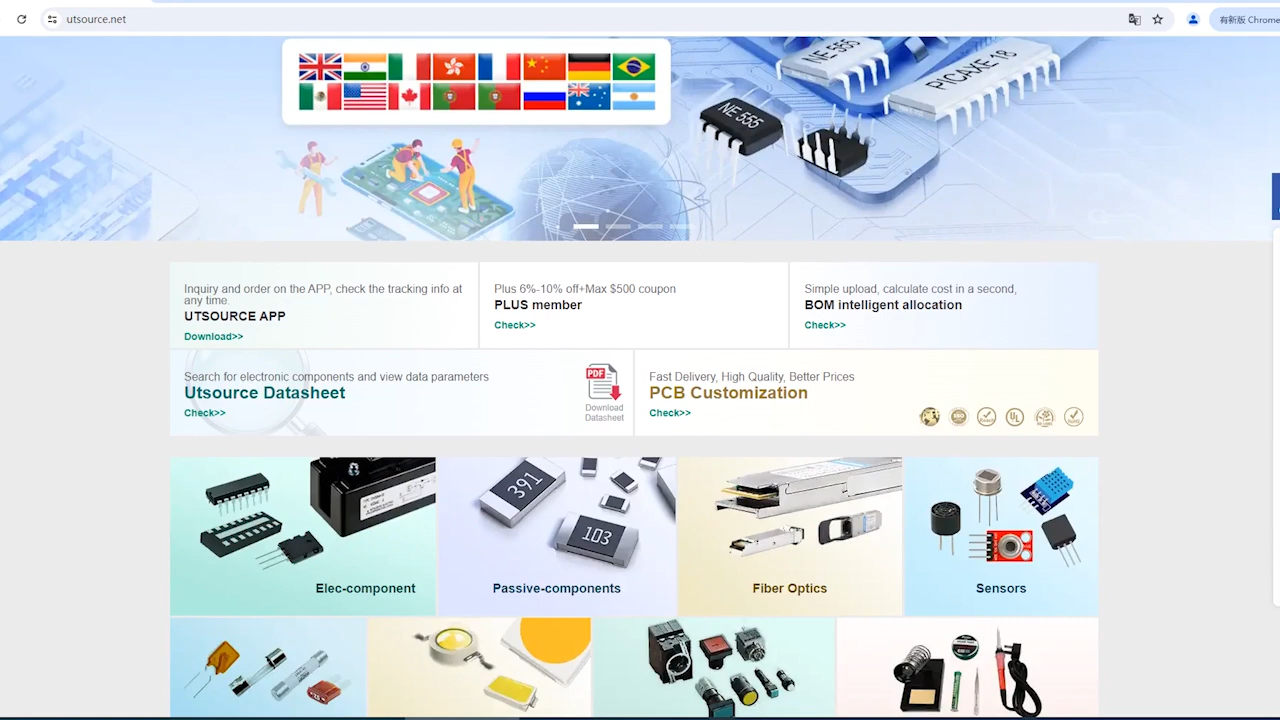 utsource.net
有新版 Chrome
NE 555
PICAXE-18
NE 555
Inquiry and order on the APP, check the tracking info at
any time.
UTSOURCE APP
Download>>
Plus 6%-10% off+Max $500 coupon
PLUS member
Check>>
Simple upload, calculate cost in a second,
BOM intelligent allocation
Check>>
Search for electronic components and view data parameters
Utsource Datasheet
Check>>
PDF
Download
Datasheet
Fast Delivery, High Quality, Better Prices
PCB Customization
Check>>
UL
391
103
Elec-component
Passive-components
Fiber Optics
Sensors